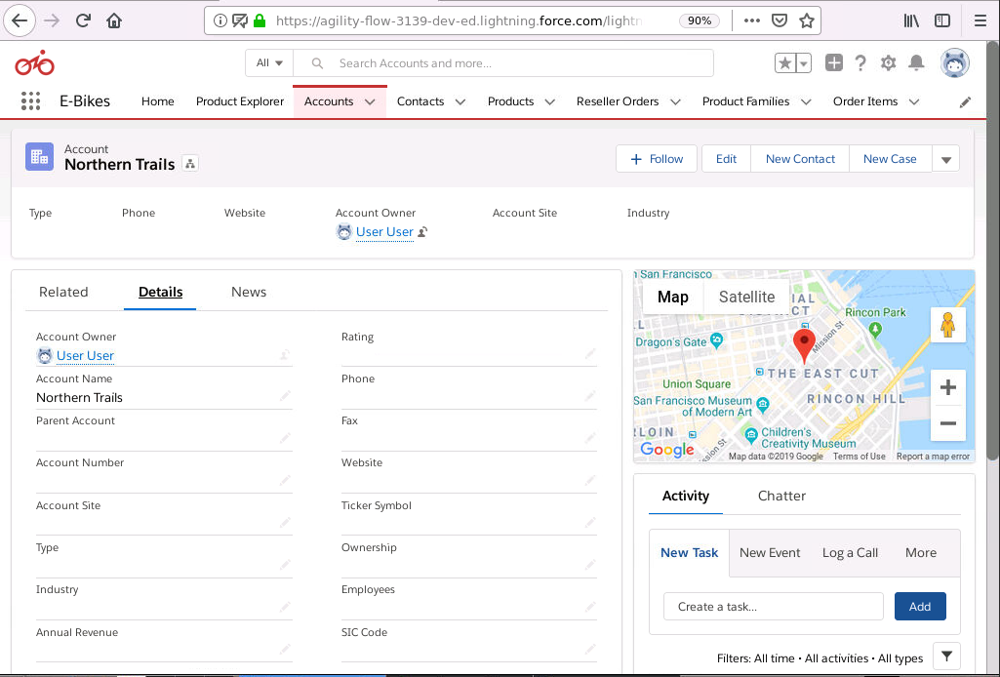 https://agility-flow-3139-dev-ed.lightning.force.com/lightn
90%
All
Search Accounts and more...
E-Bikes
Home
Product Explorer
Accounts
Contacts
Products
Reseller Orders
Product Families
Order Items
Account
Northern Trails
Follow
Edit
New Contact
New Case
Type
Phone
Website
Account Owner
Account Site
Industry
User User
Related
Details
News
Account Owner
User User
Rating
Account Name
Northern Trails
Phone
Parent Account
Fax
Account Number
Website
Account Site
Ticker Symbol
Type
Ownership
Industry
Employees
Annual Revenue
SIC Code
San Francisco
Map
Satellite
IAL
DISTRICT
Rincon Park
Mission St
Dragon's Gate
THE EAST CUT
Union Square
RINCON HILL
San Francisco Museum
of Modern Art
RLOIN
Children's
Creativity Museum
Google
Map data ©2019 Google
Terms of Use
Report a map error
Activity
Chatter
New Task
New Event
Log a Call
More
Create a task...
Add
Filters: All time • All activities • All types